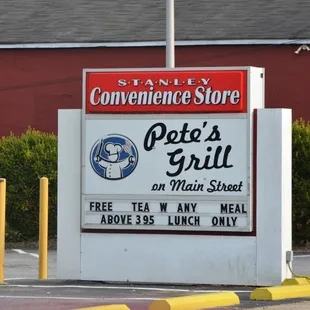 STANLEY
Convenience Store
Pete's
Grill
on Main Street
FREE TEA W ANY MEAL
ABOVE 395 LUNCH ONLY